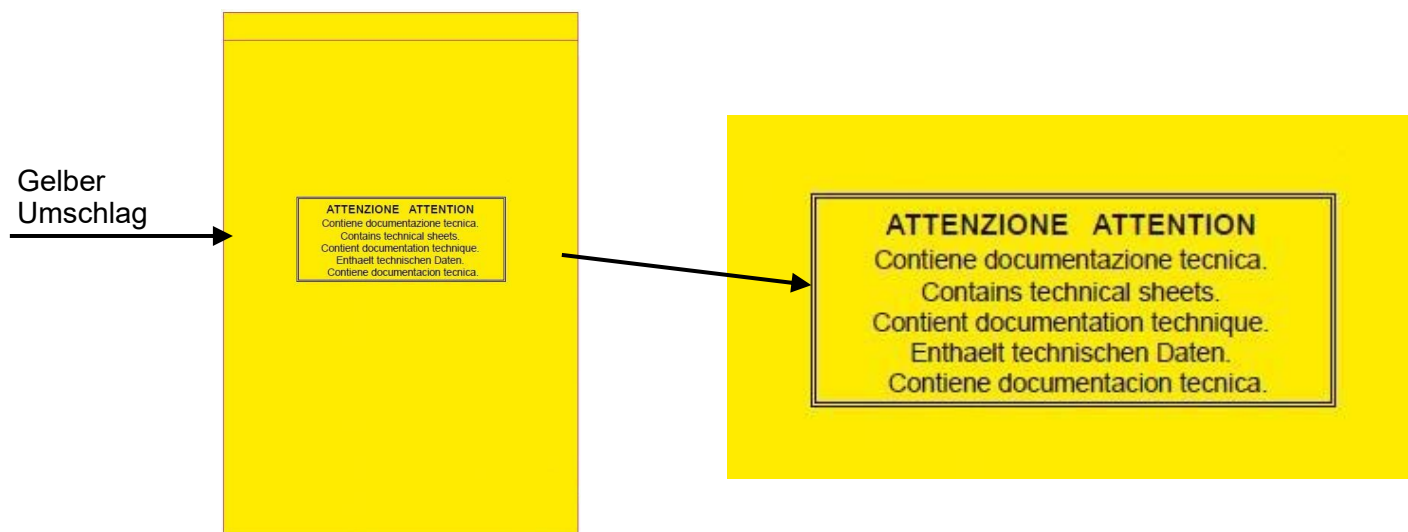 Gelber
Umschlag
ATTENZIONE ATTENTION
Contiene documentazione tecnica.
Contains technical sheets.
Contient documentation technique.
Enthaelt technischen Daten.
Contiene documentacion tecnica.
ATTENZIONE ATTENTION
Contiene documentazione tecnica.
Contains technical sheets.
Contient documentation technique.
Enthaelt technischen Daten.
Contiene documentacion tecnica.